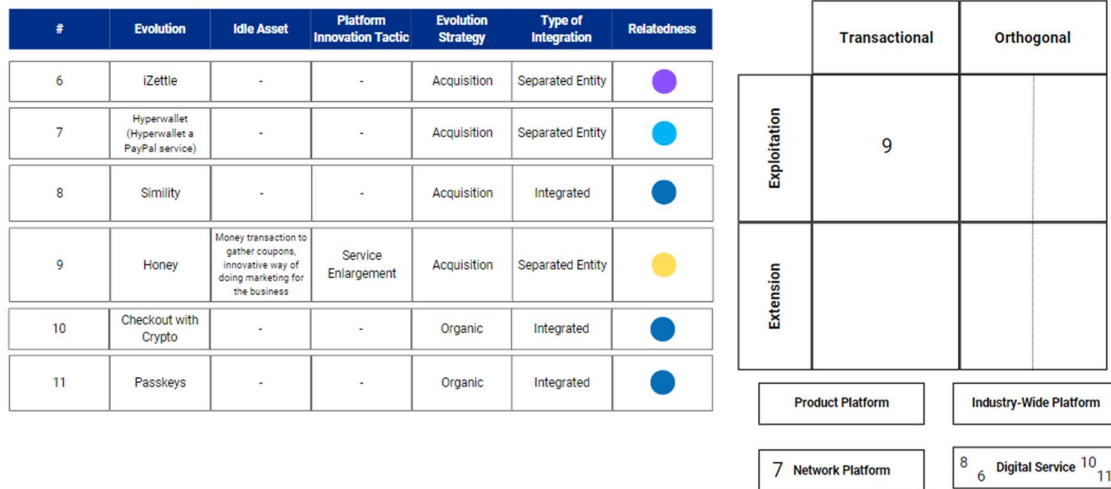 # Evolution Idle Asset Platform Innovation Tactic Evolution Strategy Type of Integration Relatedness
6 iZettle - - Acquisition Separated Entity
7 Hyperwallet (Hyperwallet a PayPal service) - - Acquisition Separated Entity
8 Simility - - Acquisition Integrated
9 Honey Money transaction to gather coupons, innovative way of doing marketing for the business Service Enlargement Acquisition Separated Entity
10 Checkout with Crypto - - Organic Integrated
11 Passkeys - - Organic Integrated
Transactional Orthogonal
Exploitation
9
Extension
Product Platform Industry-Wide Platform
7 Network Platform
8 6 Digital Service 10 11